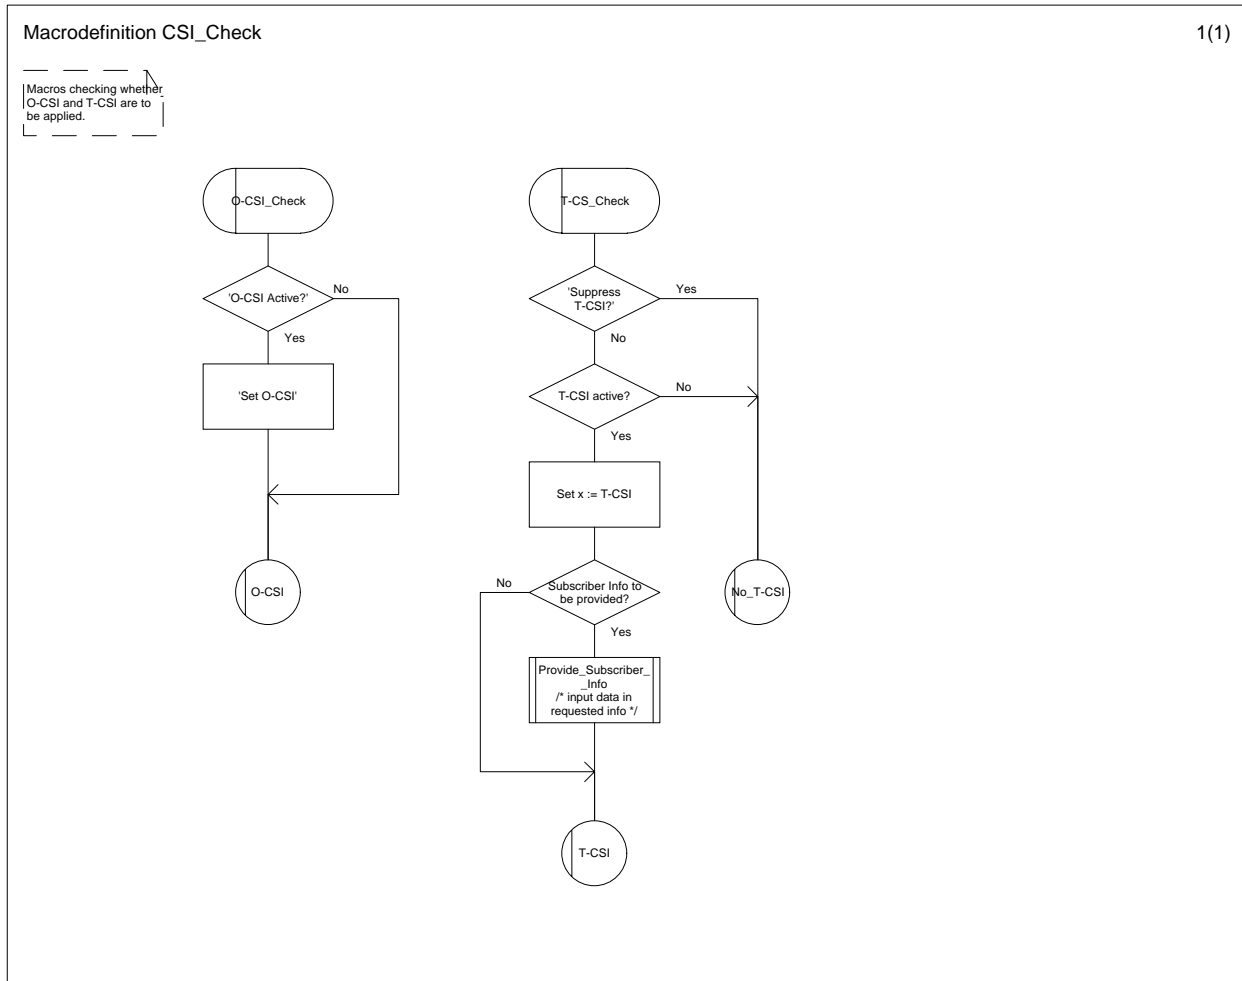 Macrodefinition CSI_Check
1(1)
Macros checking whether
O-CSI and T-CSI are to
be applied.
O-CSI_Check
T-CS_Check
'O-CSI Active?'
No
'Suppress
T-CSI?'
Yes
Yes
No
'Set O-CSI'
T-CSI active?
No
Yes
Set x := T-CSI
O-CSI
No
Subscriber Info to
be provided?
No_T-CSI
Yes
Provide_Subscriber_
_Info
/* input data in
requested info */
T-CSI